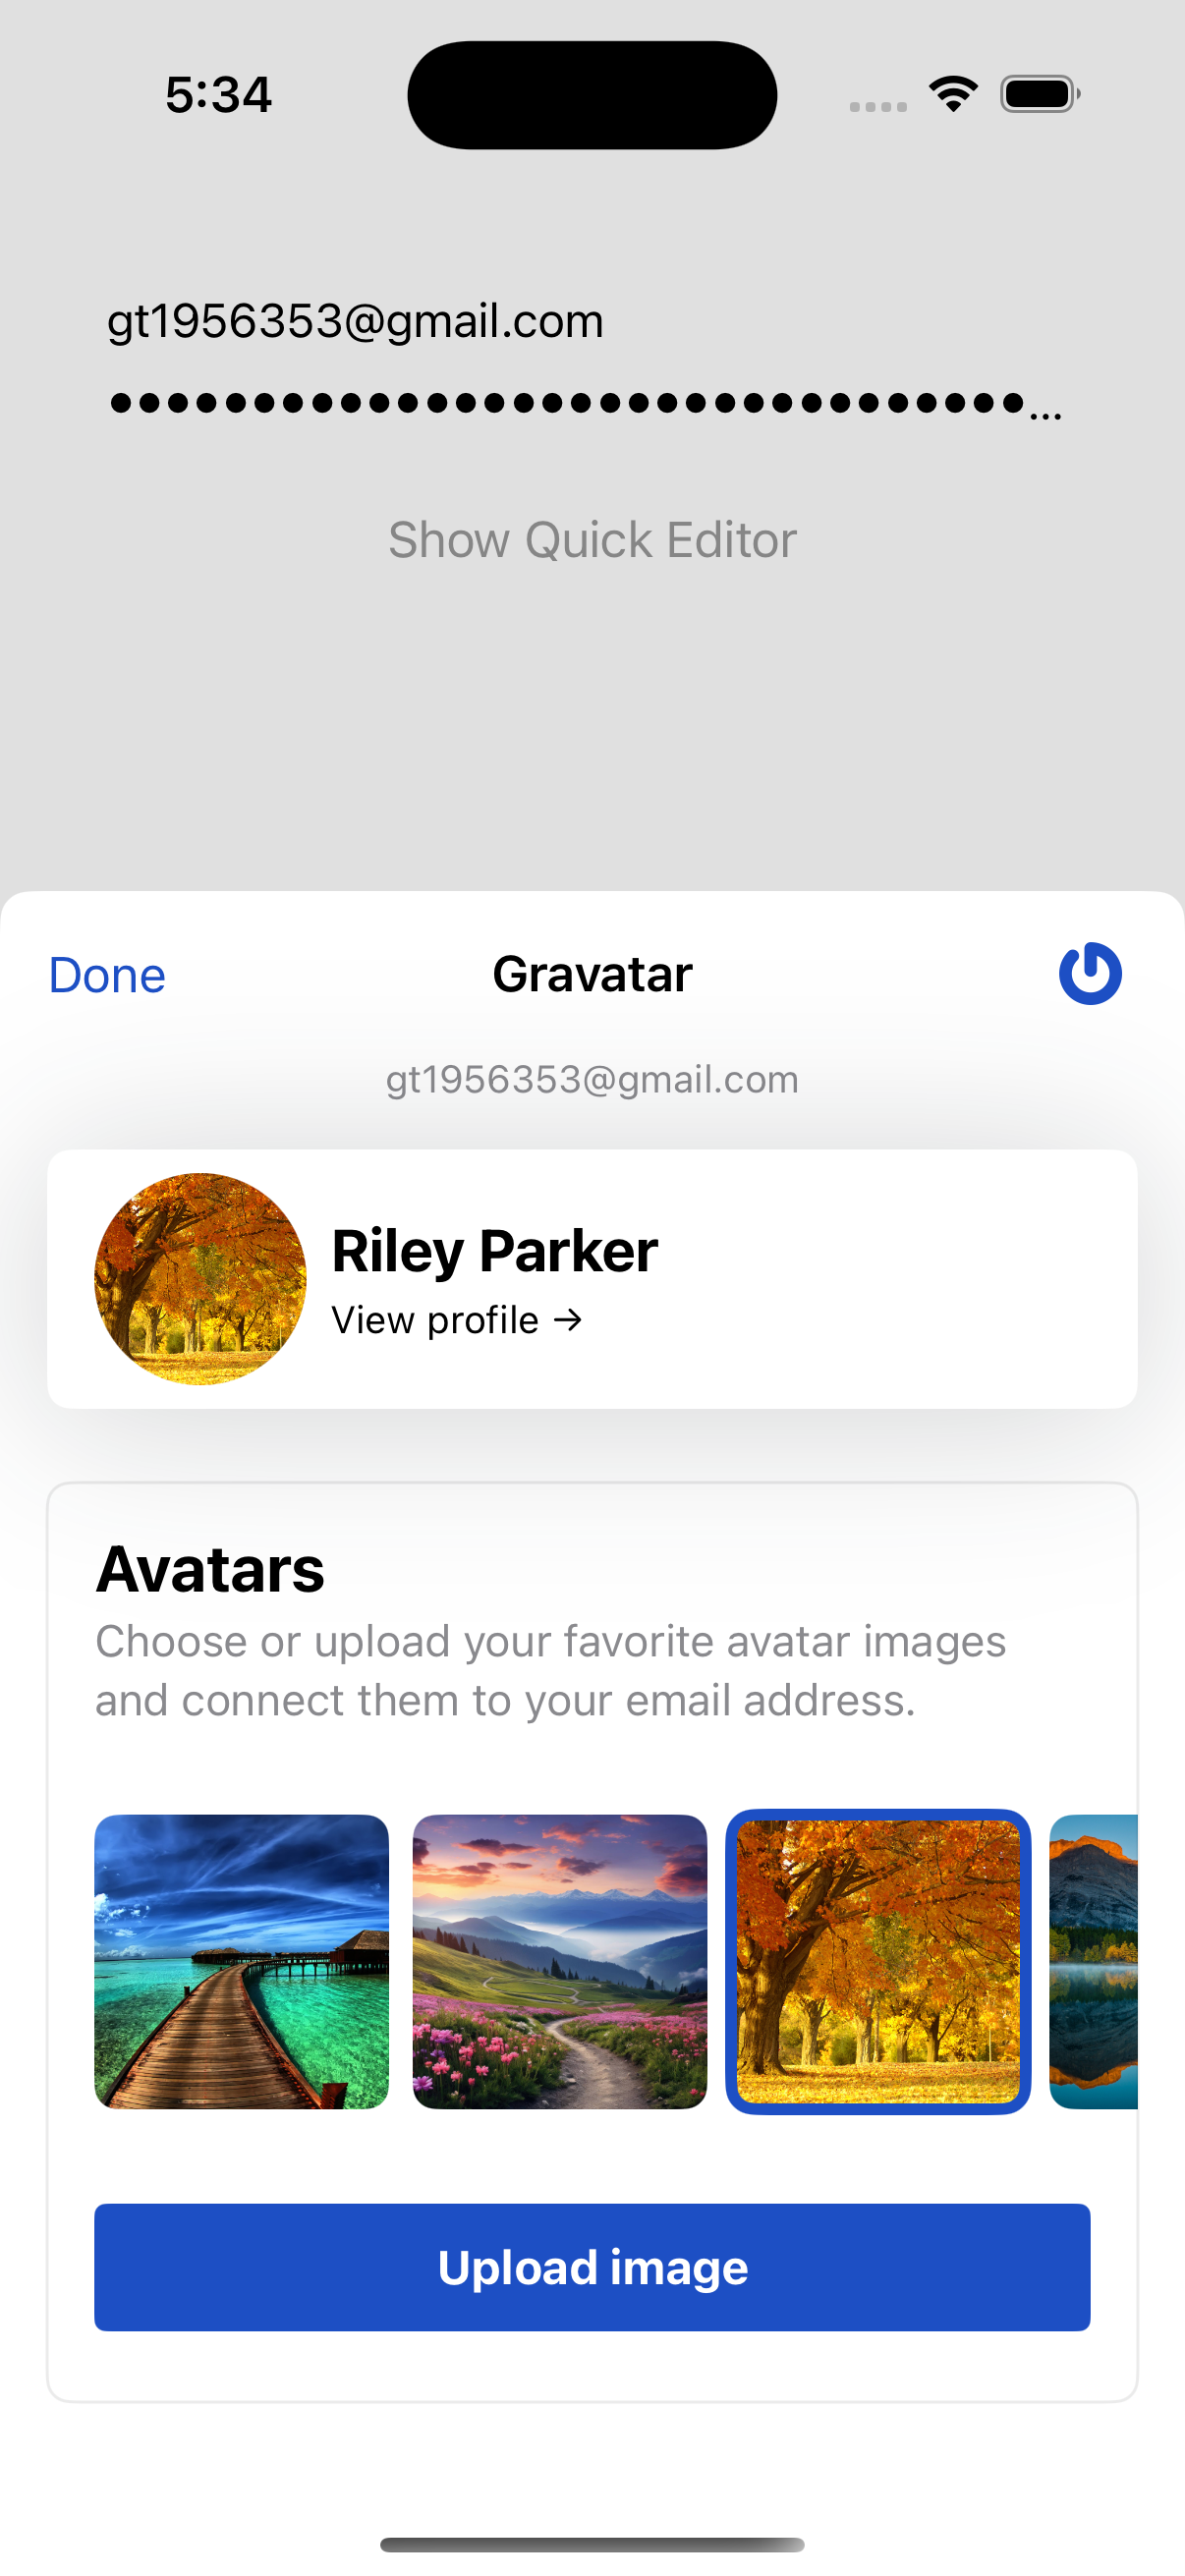 5:34
gt1956353@gmail.com
••••••••••••••••••••••••••••••••...
Show Quick Editor
Done
Gravatar
gt1956353@gmail.com
Riley Parker
View profile →
Avatars
Choose or upload your favorite avatar images
and connect them to your email address.
Upload image